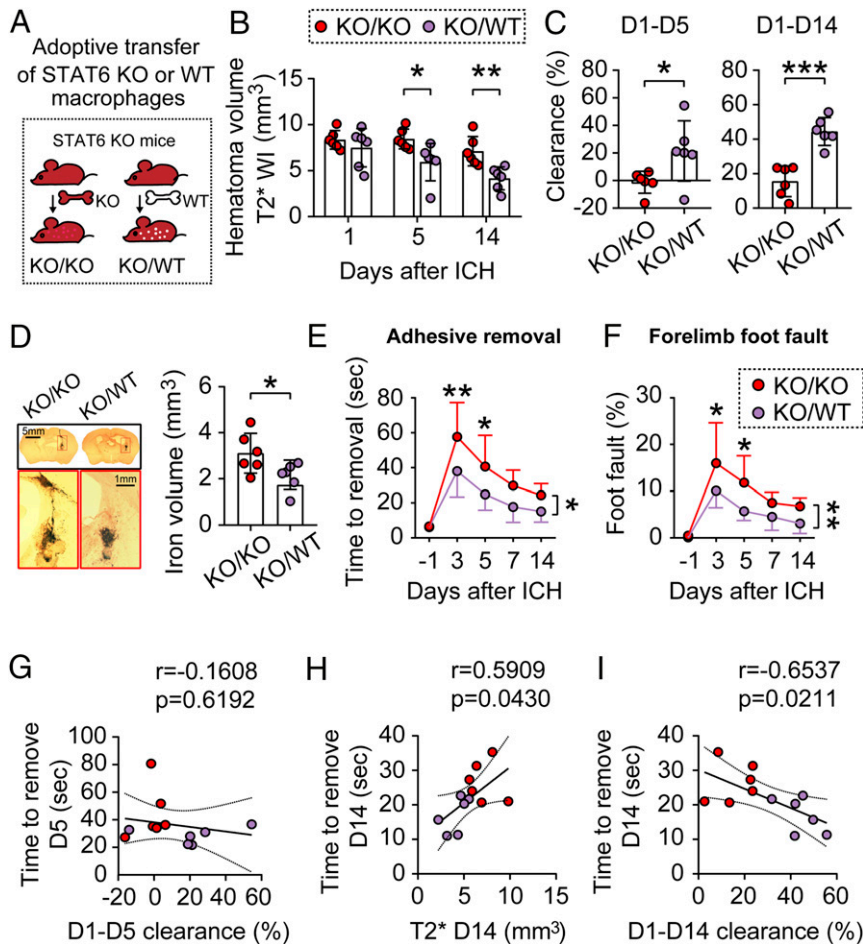 A
Adoptive transfer
of STAT6 KO or WT
macrophages
STAT6 KO mice
KO
WT
KO/KO
KO/WT
B
KO/KO
KO/WT
Hematoma volume
T2* WI (mm³)
15
10
5
0
*
**
1
5
14
Days after ICH
C
D1-D5
D1-D14
Clearance (%)
80
60
40
20
0
-20
*
KO/KO
KO/WT
80
60
40
20
0
***
KO/KO
KO/WT
D
KO/KO
KO/WT
5mm
1mm
Iron volume (mm³)
6
4
2
0
*
KO/KO
KO/WT
E
Adhesive removal
Time to removal (sec)
80
60
40
20
0
**
*
*
-1
3
5
7
14
Days after ICH
F
Forelimb foot fault
KO/KO
KO/WT
Foot fault (%)
30
20
10
0
*
*
**
-1
3
5
7
14
Days after ICH
G
r=-0.1608
p=0.6192
Time to remove
D5 (sec)
100
80
60
40
20
0
-20
0
20
40
60
D1-D5 clearance (%)
H
r=0.5909
p=0.0430
Time to remove
D14 (sec)
40
30
20
10
0
0
5
10
15
T2* D14 (mm³)
I
r=-0.6537
p=0.0211
Time to remove
D14 (sec)
40
30
20
10
0
0
20
40
60
D1-D14 clearance (%)